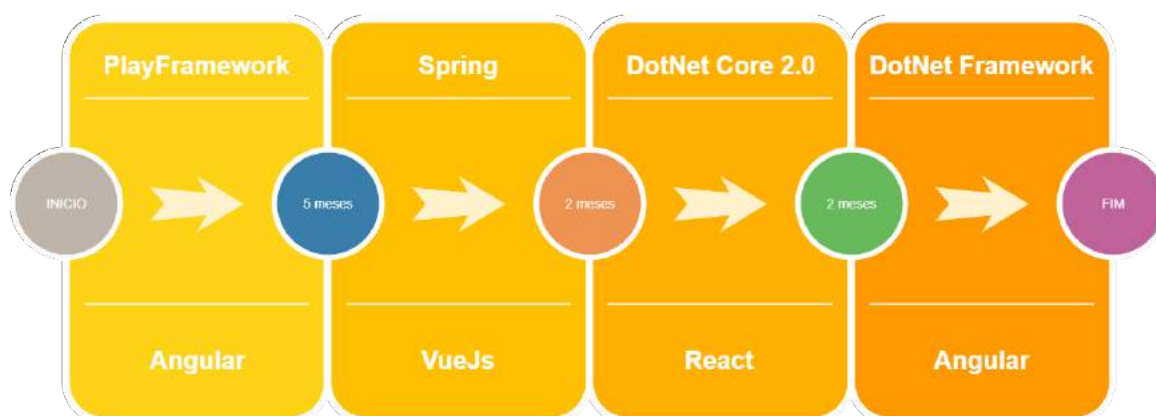 PlayFramework
Spring
DotNet Core 2.0
DotNet Framework
INICIO
5 meses
2 meses
2 meses
FIM
Angular
VueJs
React
Angular